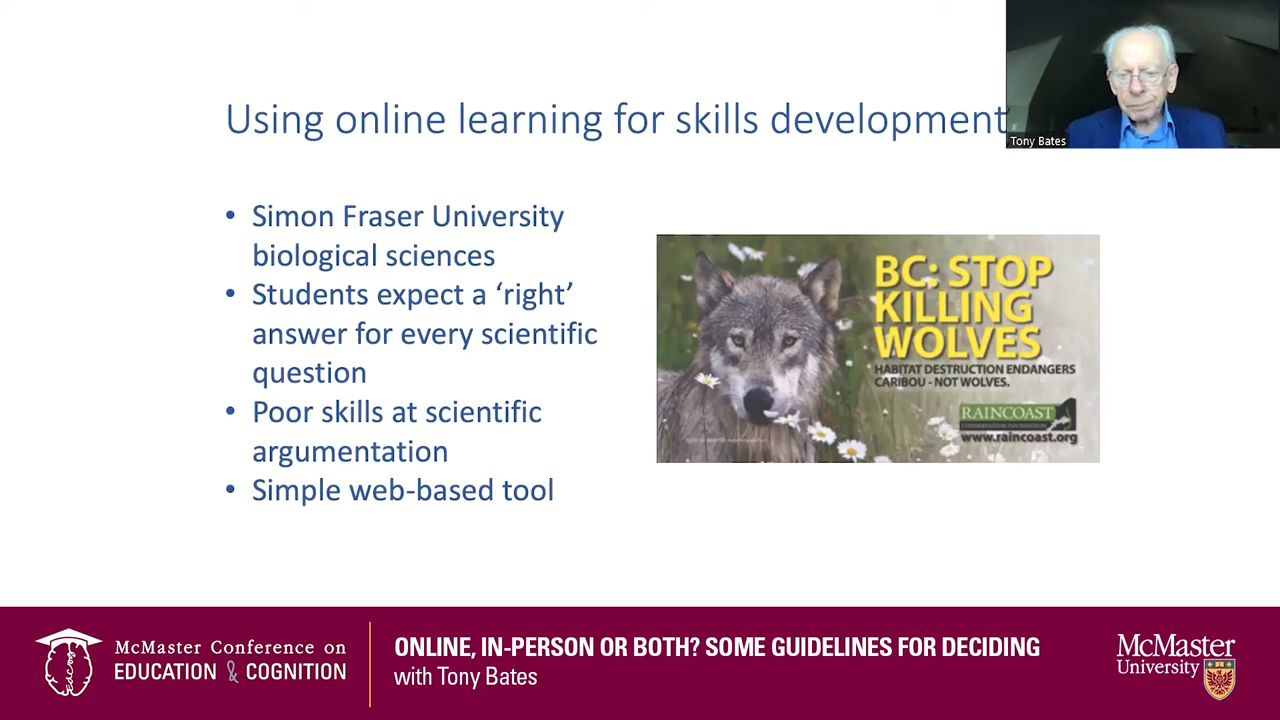 Using online learning for skills development
Tony Bates
• Simon Fraser University
biological sciences
• Students expect a ‘right’
answer for every scientific
question
• Poor skills at scientific
argumentation
• Simple web-based tool
BC: STOP
KILLING
WOLVES
HABITAT DESTRUCTION ENDANGERS
CARIBOU - NOT WOLVES.
RAINCOAST
CONSERVATION FOUNDATION
www.raincoast.org
McMaster Conference on
EDUCATION & COGNITION
ONLINE, IN-PERSON OR BOTH? SOME GUIDELINES FOR DECIDING
with Tony Bates
McMaster
University